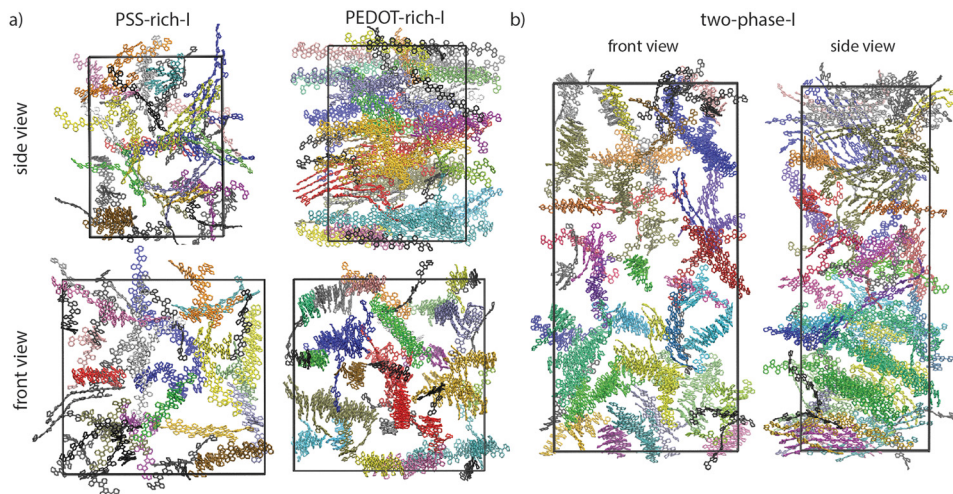 a)
PSS-rich-I
PEDOT-rich-I
side view
front view
b)
two-phase-I
front view
side view